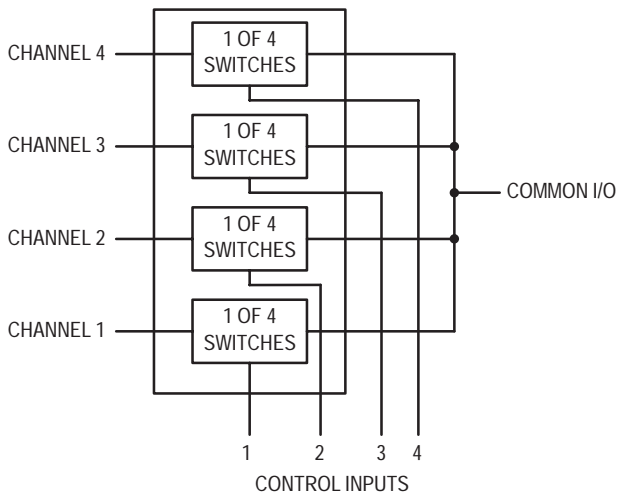 CHANNEL 4
1 OF 4
SWITCHES
CHANNEL 3
1 OF 4
SWITCHES
COMMON I/O
CHANNEL 2
1 OF 4
SWITCHES
CHANNEL 1
1 OF 4
SWITCHES
1 2 3 4
CONTROL INPUTS